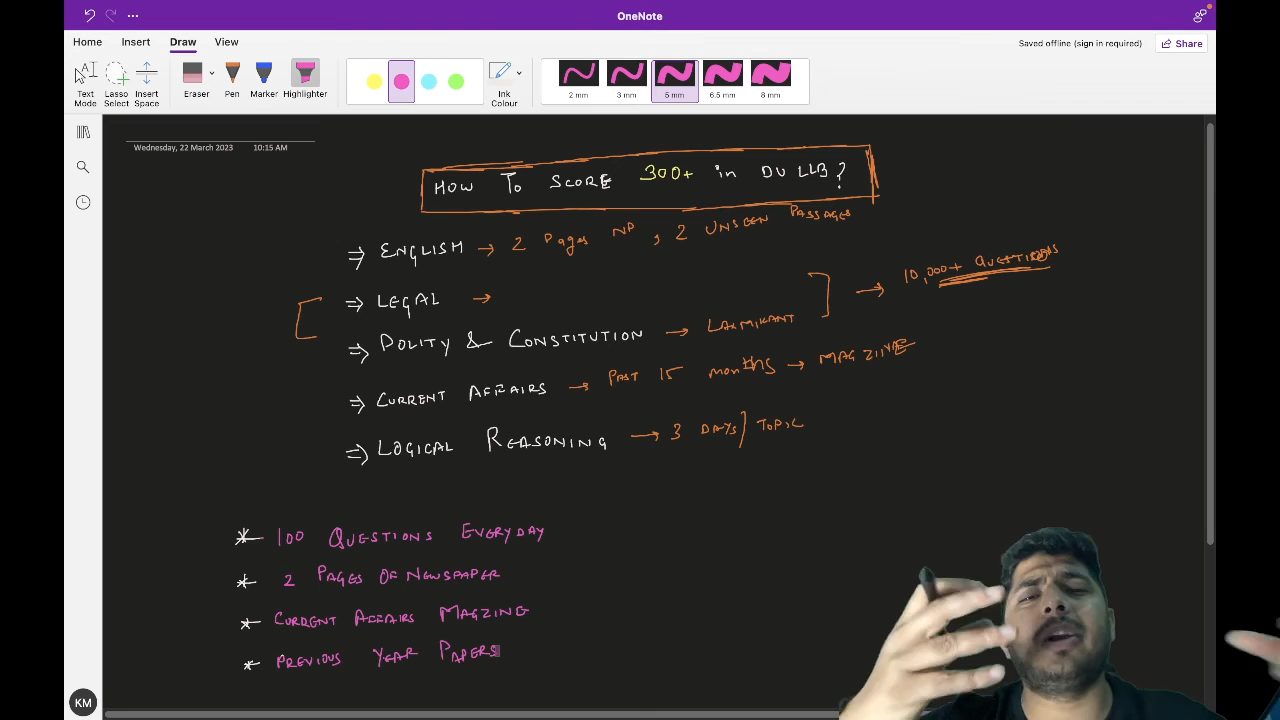 OneNote
Home Insert Draw View
Saved offline (sign in required) Share
Text Mode Lasso Select Insert Space Eraser Pen Marker Highlighter Ink Colour 2 mm 3 mm 5 mm 6.5 mm 8 mm
Wednesday, 22 March 2023 10:15 AM
HOW TO SCORE 300+ in DU LLB?
⇒ ENGLISH → 2 Pages NP, 2 UNSEEN PASSAGES
⇒ LEGAL → 
⇒ POLITY & CONSTITUTION → LAXMIKANT ] → 10,000+ QUESTIONS
⇒ CURRENT AFFAIRS → PAST 15 months → MAGZINE
⇒ LOGICAL REASONING → 3 DAYS / TOPIC
* 100 QUESTIONS EVERYDAY
* 2 PAGES OF NEWSPAPER
* CURRENT AFFAIRS MAGZING
* PREVIOUS YEAR PAPERS
KM